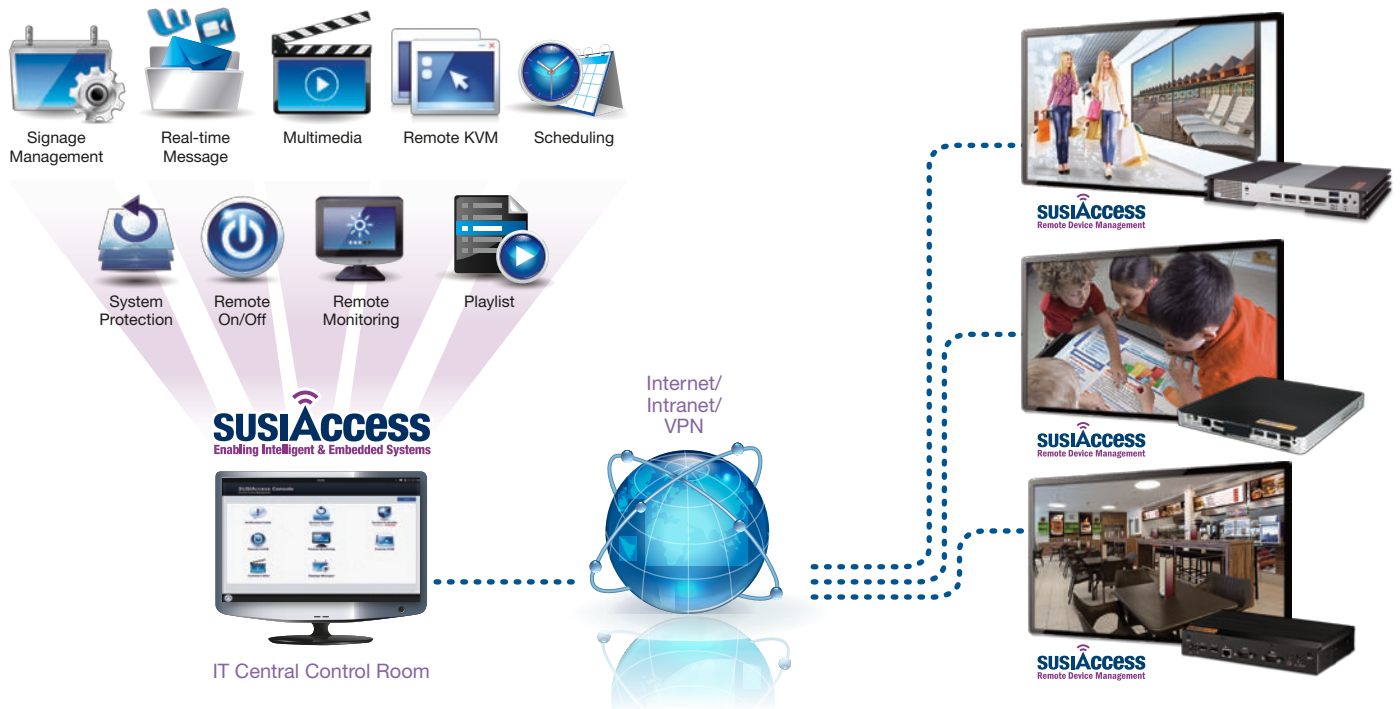 Signage
Management
Real-time
Message
Multimedia
Remote KVM
Scheduling
System
Protection
Remote
On/Off
Remote
Monitoring
Playlist
SUSIAccess
Enabling Intelligent & Embedded Systems
SUSIAccess Console
IT Central Control Room
Internet/
Intranet/
VPN
SUSIAccess
Remote Device Management
SUSIAccess
Remote Device Management
SUSIAccess
Remote Device Management